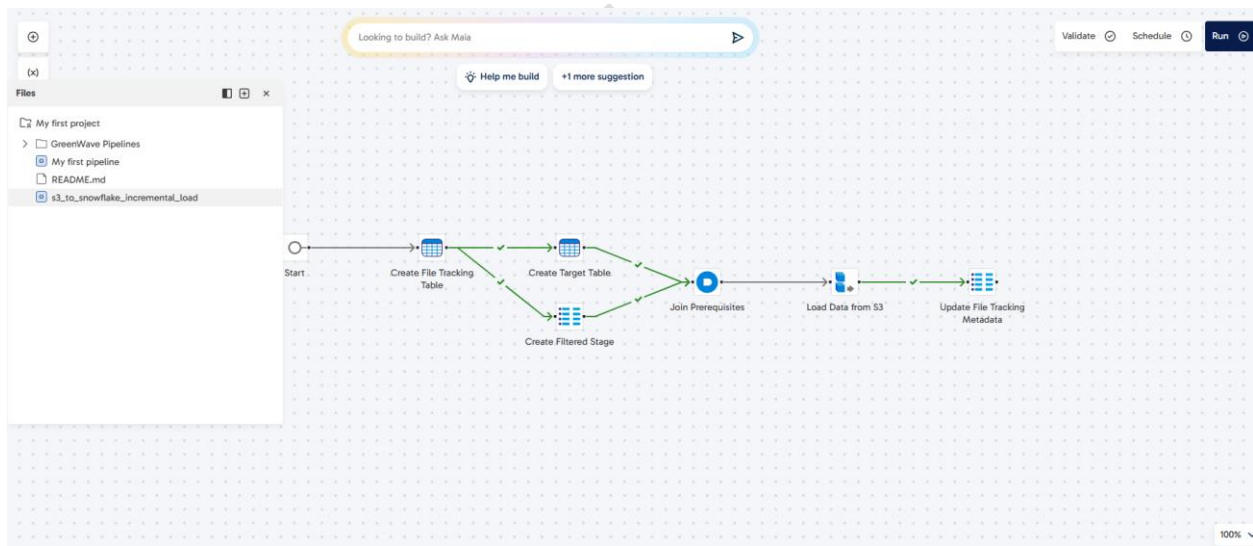 Looking to build? Ask Maia
Validate
Schedule
Run
(x)
Help me build
+1 more suggestion
Files
My first project
GreenWave Pipelines
My first pipeline
README.md
s3_to_snowflake_incremental_load
Start
Create File Tracking
Table
Create Target Table
Create Filtered Stage
Join Prerequisites
Load Data from S3
Update File Tracking
Metadata
100%